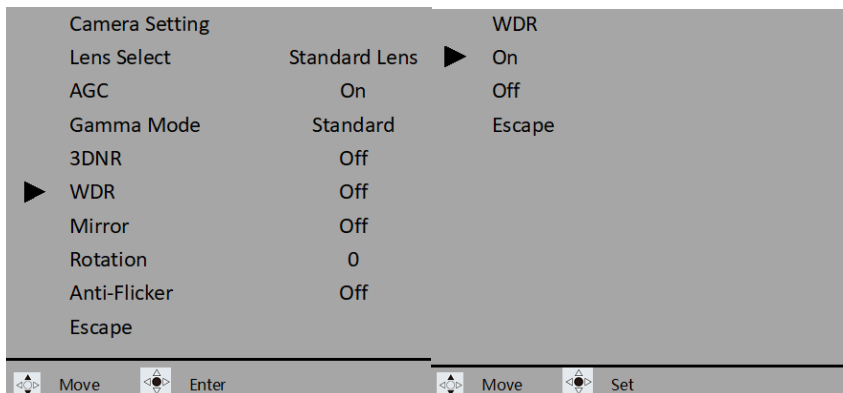 Camera Setting
Lens Select Standard Lens
AGC On
Gamma Mode Standard
3DNR Off
WDR Off
Mirror Off
Rotation 0
Anti-Flicker Off
Escape
Move Enter
WDR
On
Off
Escape
Move Set